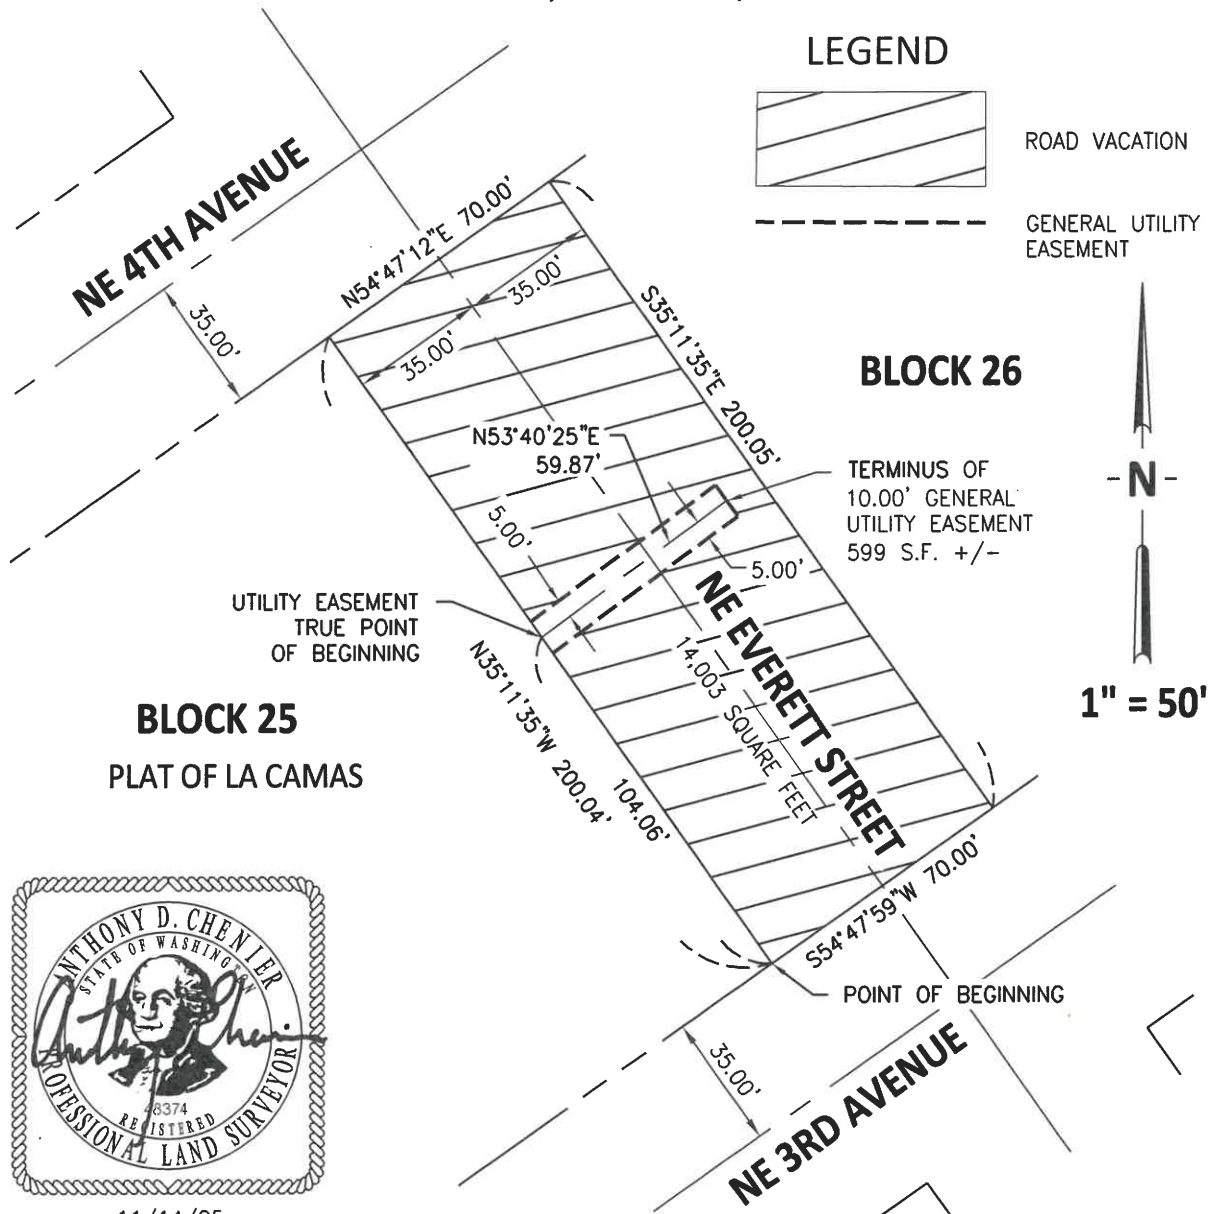 LEGEND
ROAD VACATION
GENERAL UTILITY
EASEMENT
NE 4TH AVENUE
N54°47'12"E 70.00'
35.00'
35.00'
35.00'
S35°11'35"E 200.05'
BLOCK 26
N53°40'25"E
59.87'
TERMINUS OF
10.00' GENERAL
UTILITY EASEMENT
599 S.F. +/-
-N-
5.00'
5.00'
UTILITY EASEMENT
TRUE POINT
OF BEGINNING
NE EVERETT STREET
14,003 SQUARE FEET
1" = 50'
N35°11'35"W 200.04'
104.06'
BLOCK 25
PLAT OF LA CAMAS
S54°47'59"W 70.00'
POINT OF BEGINNING
35.00'
NE 3RD AVENUE
ANTHONY D. CHENIER
STATE OF WASHINGTON
48374
REGISTERED
PROFESSIONAL LAND SURVEYOR